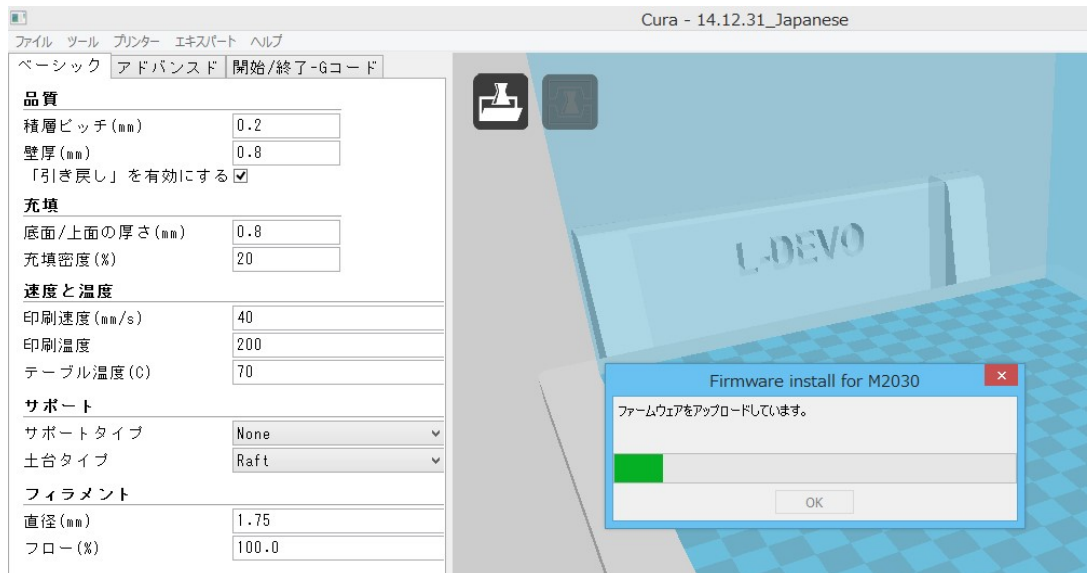 Cura - 14.12.31_Japanese
ファイル ツール プリンター エキスパート ヘルプ
ベーシック アドバンスド 開始/終了-Gコード
品質
積層ピッチ(mm) 0.2
壁厚(mm) 0.8
「引き戻し」を有効にする
充填
底面/上面の厚さ(mm) 0.8
充填密度(%) 20
速度と温度
印刷速度(mm/s) 40
印刷温度 200
テーブル温度(C) 70
サポート
サポートタイプ None
土台タイプ Raft
フィラメント
直径(mm) 1.75
フロー(%) 100.0
L-DEVO
Firmware install for M2030
ファームウェアをアップロードしています。
OK